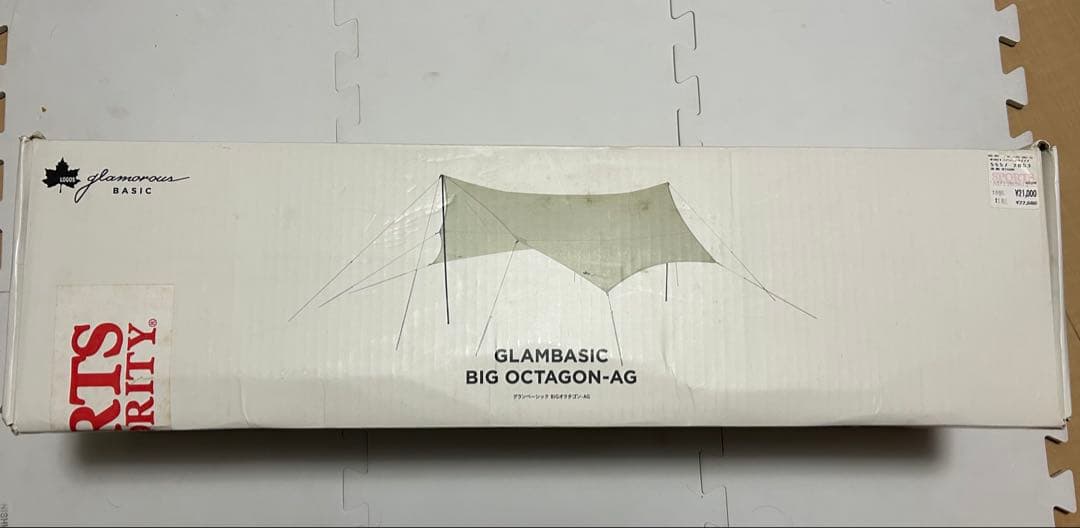 LOGOS
glamorous
BASIC
SPORTS
¥21,000
RTS
ORITY®
GLAMBASIC
BIG OCTAGON-AG
グランベーシック BIGオクタゴン-AG